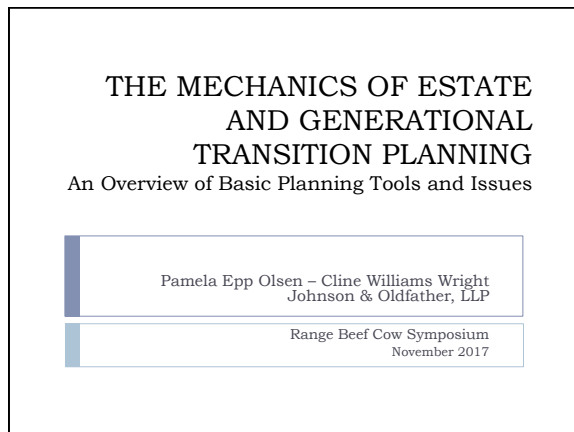 THE MECHANICS OF ESTATE
AND GENERATIONAL
TRANSITION PLANNING
An Overview of Basic Planning Tools and Issues
Pamela Epp Olsen – Cline Williams Wright
Johnson & Oldfather, LLP
Range Beef Cow Symposium
November 2017